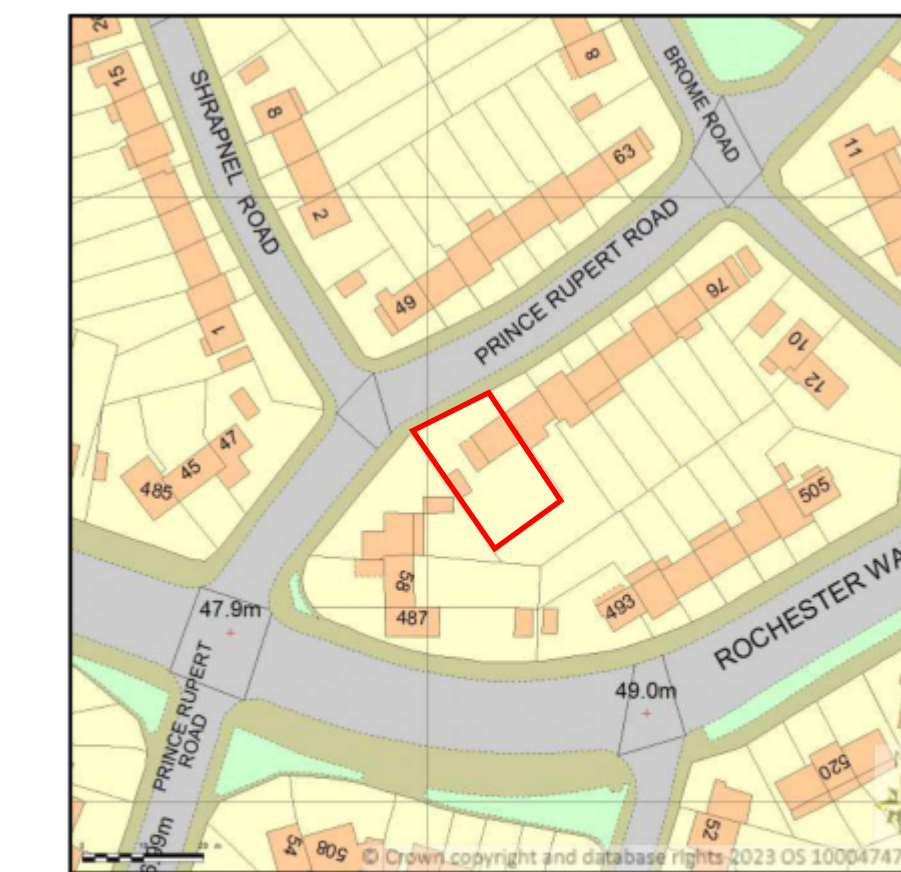 15
SHRAPNEL ROAD
8
2
1
8
BROME ROAD
63
11
49
PRINCE RUPERT ROAD
76
10
12
47
45
485
58
487
493
505
ROCHESTER WA
47.9m
49.0m
PRINCE RUPERT
ROAD
520
52
54
508
© Crown copyright and database rights 2023 OS 10004747